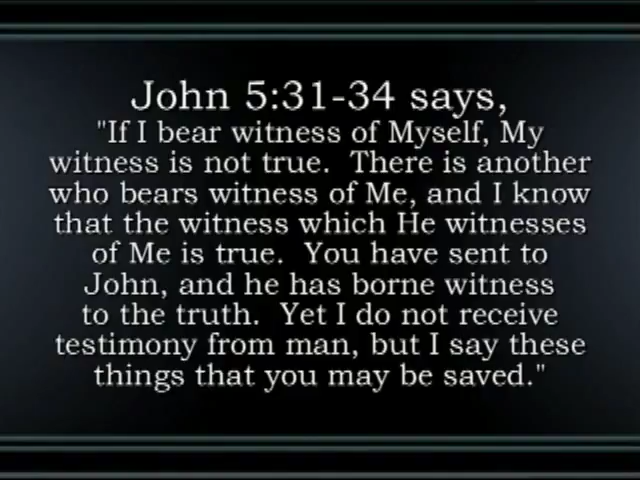 John 5:31-34 says,
"If I bear witness of Myself, My
witness is not true.  There is another
who bears witness of Me, and I know
that the witness which He witnesses
of Me is true.  You have sent to
John, and he has borne witness
to the truth.  Yet I do not receive
testimony from man, but I say these
things that you may be saved."